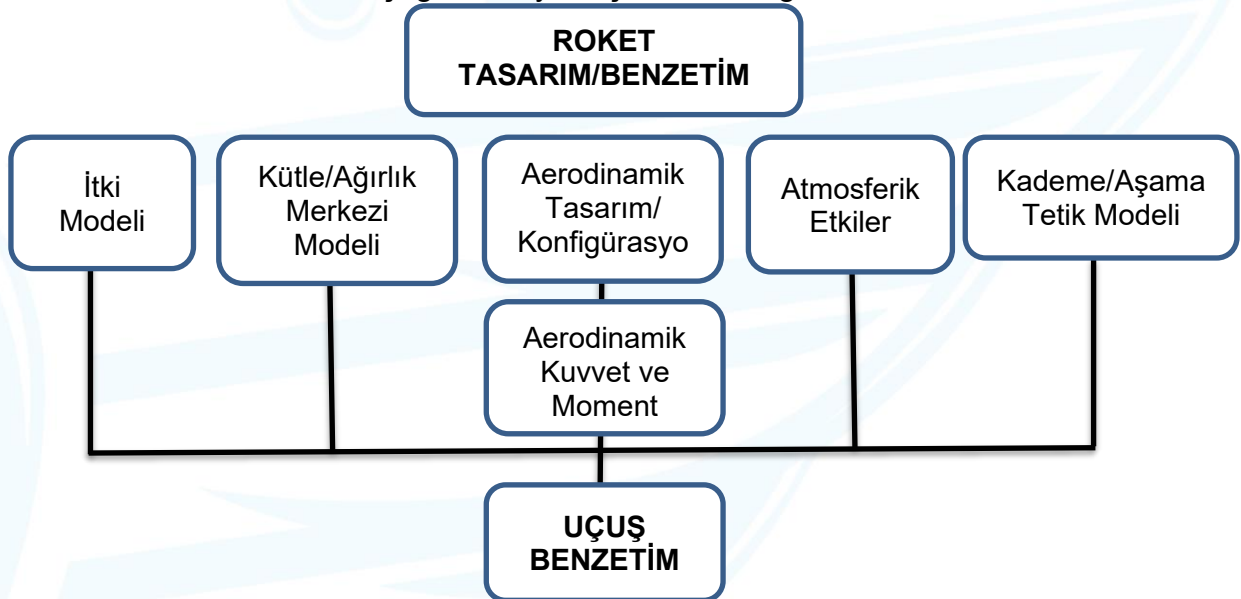 ROKET
TASARIM/BENZETİM
İtki
Modeli
Kütle/Ağırlık
Merkezi
Modeli
Aerodinamik
Tasarım/
Konfigürasyo
Atmosferik
Etkiler
Kademe/Aşama
Tetik Modeli
Aerodinamik
Kuvvet ve
Moment
UÇUŞ
BENZETİM